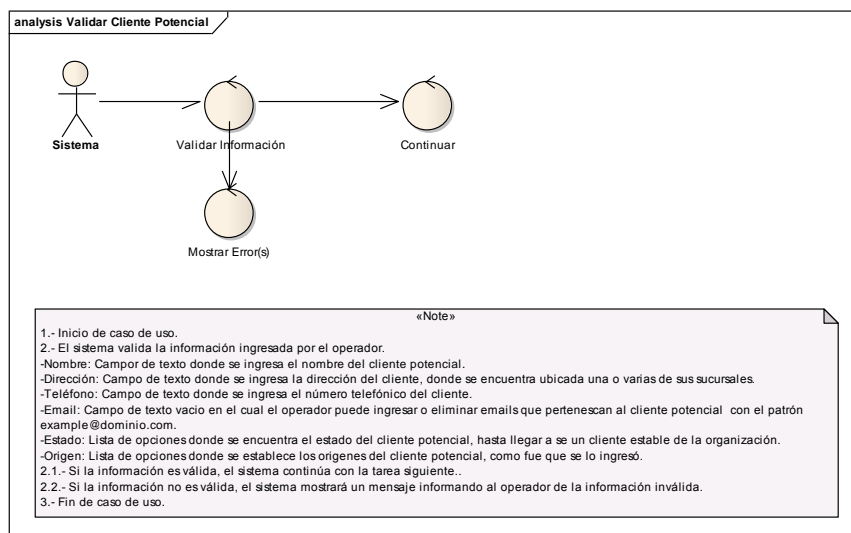 analysis Validar Cliente Potencial
Sistema
Validar Información
Continuar
Mostrar Error(s)
«Note»
1.- Inicio de caso de uso.
2.- El sistema valida la información ingresada por el operador.
-Nombre: Campor de texto donde se ingresa el nombre del cliente potencial.
-Dirección: Campo de texto donde se ingresa la dirección del cliente, donde se encuentra ubicada una o varias de sus sucursales.
-Teléfono: Campo de texto donde se ingresa el número telefónico del cliente.
-Email: Campo de texto vacio en el cual el operador puede ingresar o eliminar emails que pertenescan al cliente potencial con el patrón
example@dominio.com.
-Estado: Lista de opciones donde se encuentra el estado del cliente potencial, hasta llegar a se un cliente estable de la organización.
-Origen: Lista de opciones donde se establece los origenes del cliente potencial, como fue que se lo ingresó.
2.1.- Si la información es válida, el sistema continúa con la tarea siguiente..
2.2.- Si la información no es válida, el sistema mostrará un mensaje informando al operador de la información inválida.
3.- Fin de caso de uso.